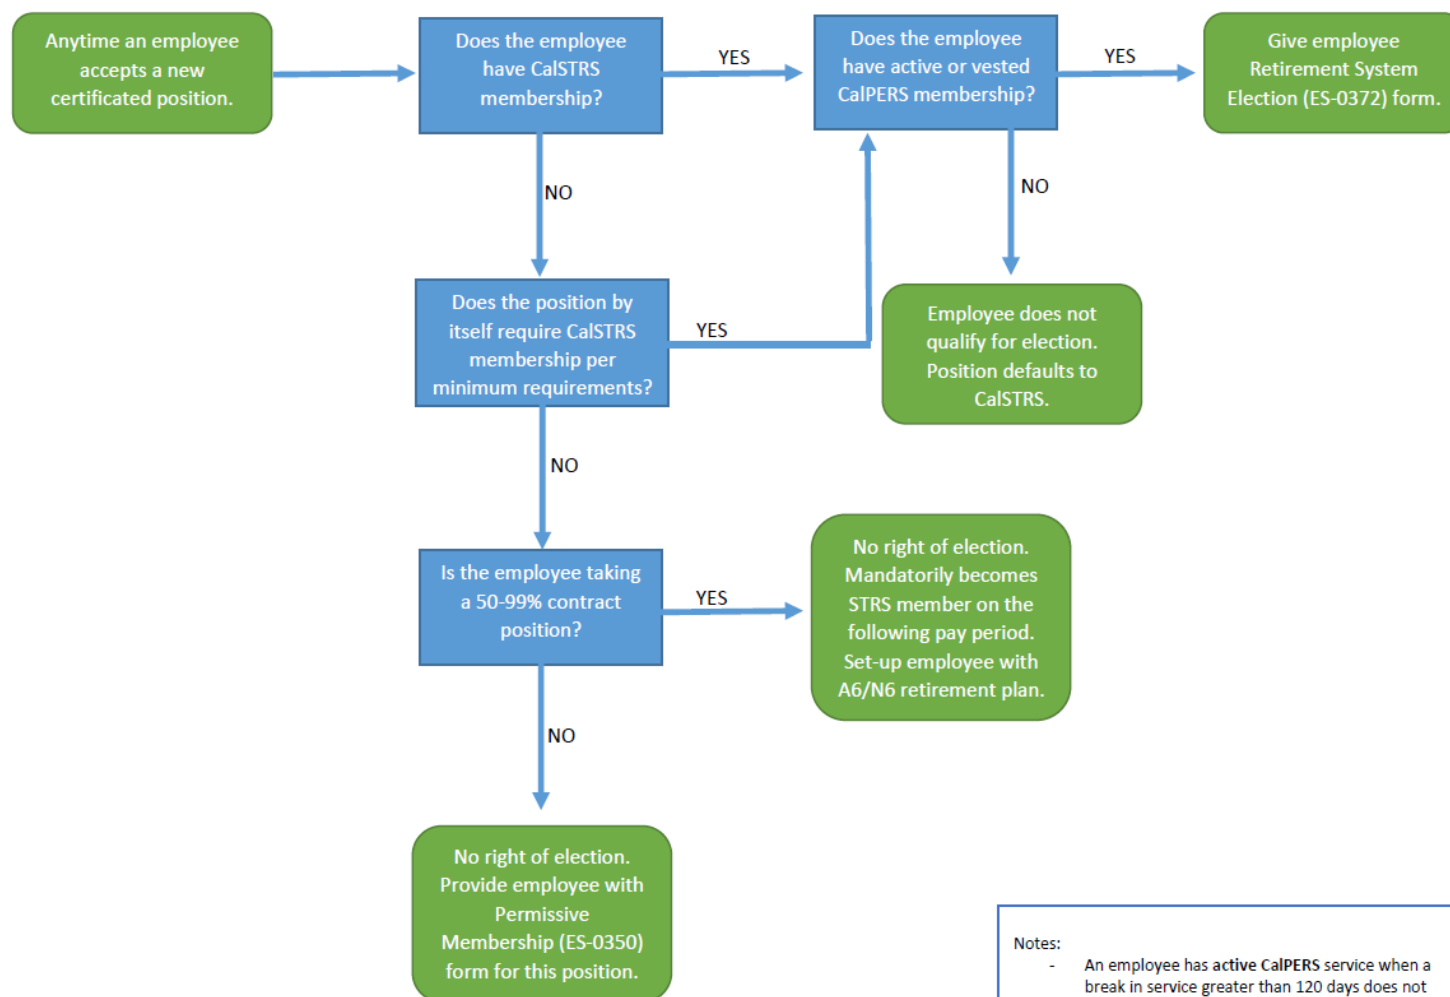 Anytime an employee
accepts a new
certificated position.
Does the employee
have CalSTRS
membership?
YES
Does the employee
have active or vested
CalPERS membership?
YES
Give employee
Retirement System
Election (ES-0372) form.
NO
NO
Does the position by
itself require CalSTRS
membership per
minimum requirements?
YES
Employee does not
qualify for election.
Position defaults to
CalSTRS.
NO
Is the employee taking
a 50-99% contract
position?
YES
No right of election.
Mandatorily becomes
STRS member on the
following pay period.
Set-up employee with
A6/N6 retirement plan.
NO
No right of election.
Provide employee with
Permissive
Membership (ES-0350)
form for this position.
Notes:
- An employee has active CalPERS service when a
break in service greater than 120 days does not